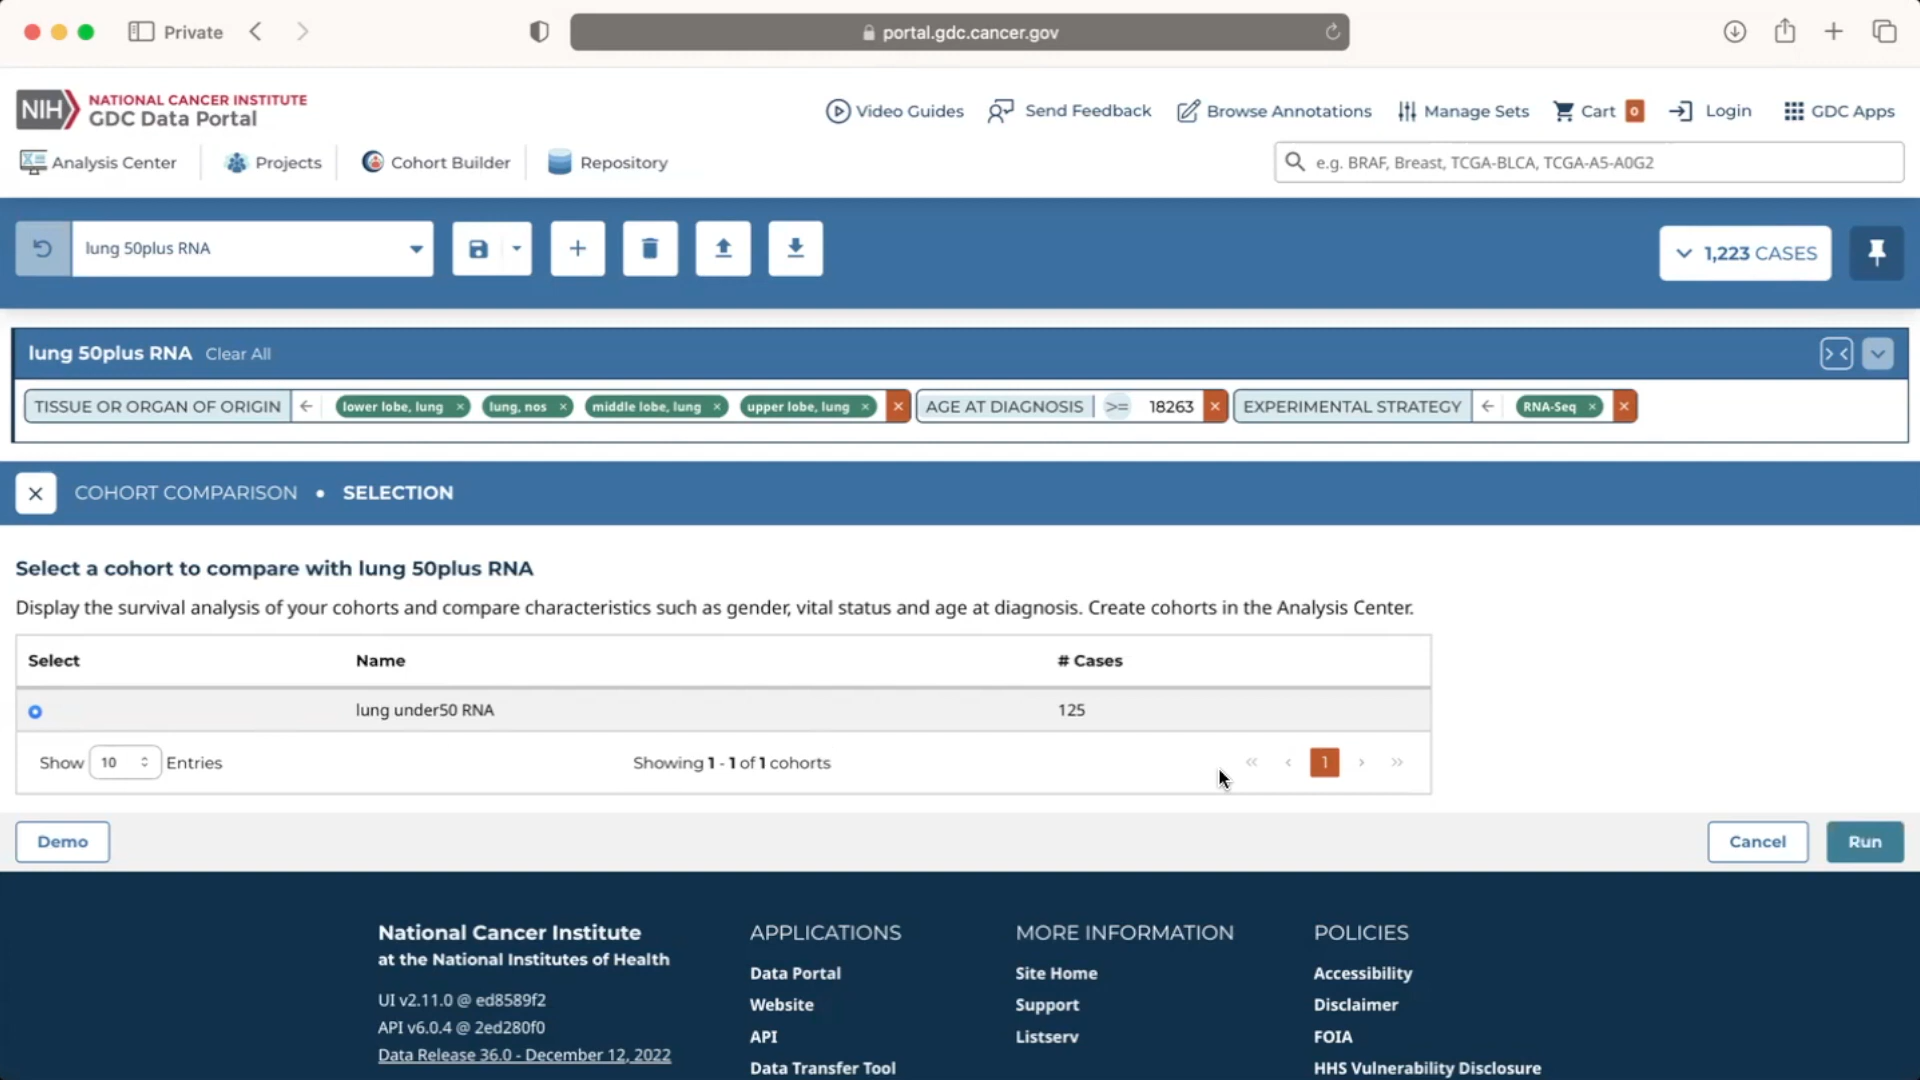 Private
portal.gdc.cancer.gov
NIH NATIONAL CANCER INSTITUTE
GDC Data Portal
Video Guides Send Feedback Browse Annotations Manage Sets Cart 0 Login GDC Apps
Analysis Center Projects Cohort Builder Repository
e.g. BRAF, Breast, TCGA-BLCA, TCGA-A5-A0G2
lung 50plus RNA
1,223 CASES
lung 50plus RNA Clear All
TISSUE OR ORGAN OF ORIGIN lower lobe, lung lung, nos middle lobe, lung upper lobe, lung AGE AT DIAGNOSIS >= 18263 EXPERIMENTAL STRATEGY RNA-Seq
COHORT COMPARISON • SELECTION
Select a cohort to compare with lung 50plus RNA
Display the survival analysis of your cohorts and compare characteristics such as gender, vital status and age at diagnosis. Create cohorts in the Analysis Center.
Select Name # Cases
lung under50 RNA 125
Show 10 Entries Showing 1 - 1 of 1 cohorts « ‹ 1 › »
Demo Cancel Run
National Cancer Institute
at the National Institutes of Health
UI v2.11.0 @ ed8589f2
API v6.0.4 @ 2ed280f0
Data Release 36.0 - December 12, 2022
APPLICATIONS
Data Portal
Website
API
Data Transfer Tool
MORE INFORMATION
Site Home
Support
Listserv
POLICIES
Accessibility
Disclaimer
FOIA
HHS Vulnerability Disclosure